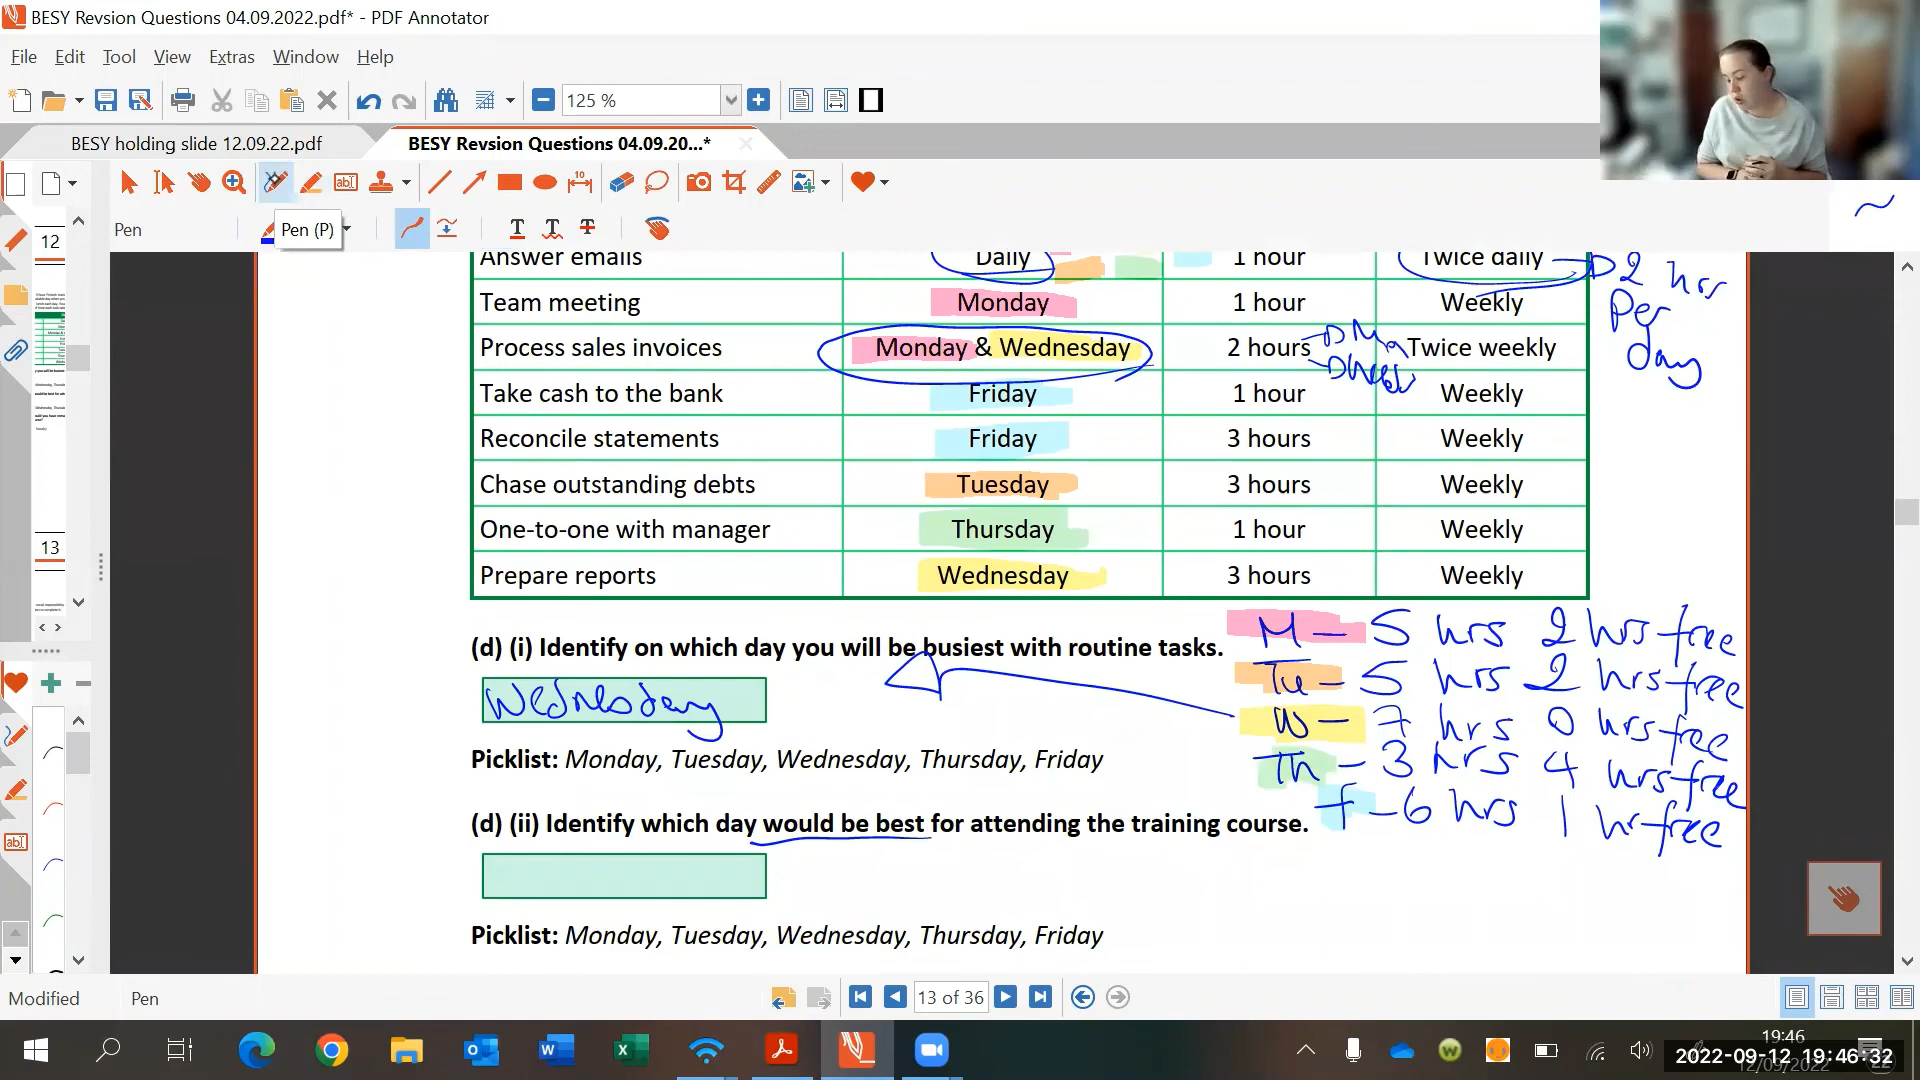 BESY Revsion Questions 04.09.2022.pdf* - PDF Annotator
File Edit Tool View Extras Window Help
125 %
BESY holding slide 12.09.22.pdf
BESY Revsion Questions 04.09.20...*
Pen
Pen (P)
12
13
Answer emails Daily 1 hour Twice daily
2 hrs
Per
day
Team meeting Monday 1 hour Weekly
Process sales invoices Monday & Wednesday 2 hours Twice weekly
Take cash to the bank Friday 1 hour Weekly
Reconcile statements Friday 3 hours Weekly
Chase outstanding debts Tuesday 3 hours Weekly
One-to-one with manager Thursday 1 hour Weekly
Prepare reports Wednesday 3 hours Weekly
M - 5 hrs 2 hrs free
Tu - 5 hrs 2 hrs free
W - 7 hrs 0 hrs free
Th - 3 hrs 4 hrs free
F - 6 hrs 1 hr free
(d) (i) Identify on which day you will be busiest with routine tasks.
Wednesday
Picklist: Monday, Tuesday, Wednesday, Thursday, Friday
(d) (ii) Identify which day would be best for attending the training course.
Picklist: Monday, Tuesday, Wednesday, Thursday, Friday
Modified Pen
13 of 36
19:46
2022-09-12 19:46:32
12/09/2022
22